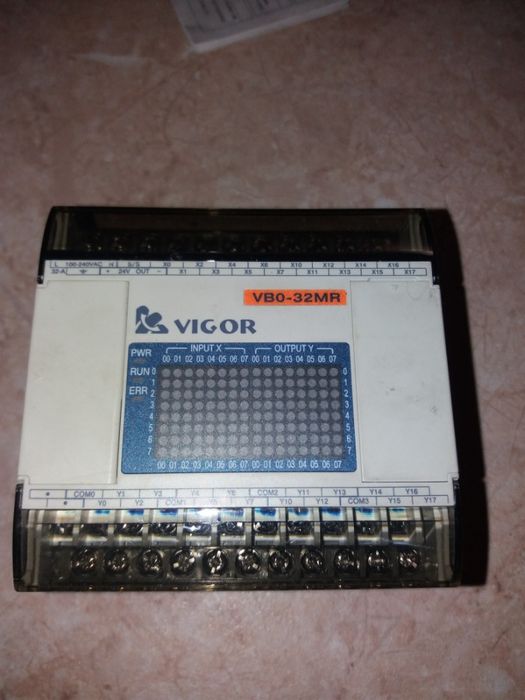 L 100-240VAC N S/S X0 X2 X4 X6 X10 X12 X14 X16
32-A + 24V OUT - X1 X3 X5 X7 X11 X13 X15 X17
VB0-32MR
VIGOR
INPUT X OUTPUT Y
PWR 00 01 02 03 04 05 06 07 00 01 02 03 04 05 06 07
RUN 0 0
1 1
ERR 2 2
3 3
4 4
5 5
6 6
7 7
00 01 02 03 04 05 06 07 00 01 02 03 04 05 06 07
• COM0 Y1 Y3 Y4 Y6 COM2 Y11 Y13 Y14 Y16
• Y0 Y2 COM1 Y5 Y7 Y10 Y12 COM3 Y15 Y17